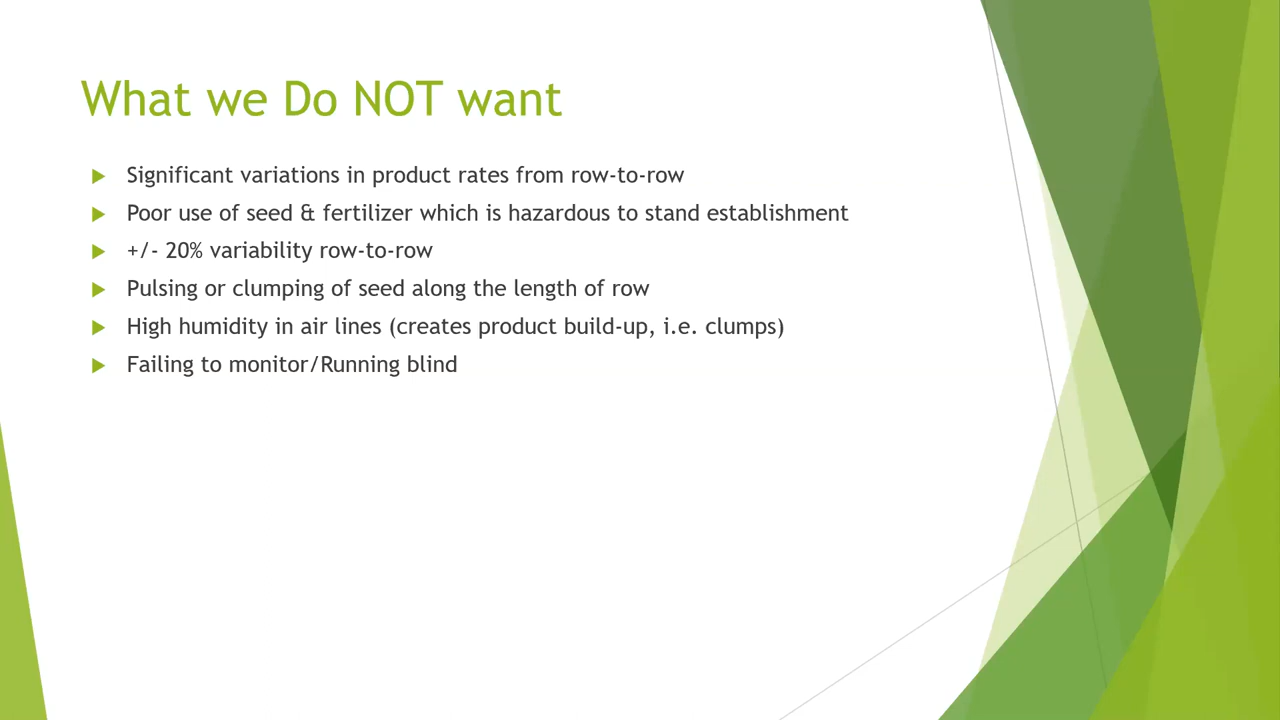 What we Do NOT want
Significant variations in product rates from row-to-row
Poor use of seed & fertilizer which is hazardous to stand establishment
+/- 20% variability row-to-row
Pulsing or clumping of seed along the length of row
High humidity in air lines (creates product build-up, i.e. clumps)
Failing to monitor/Running blind